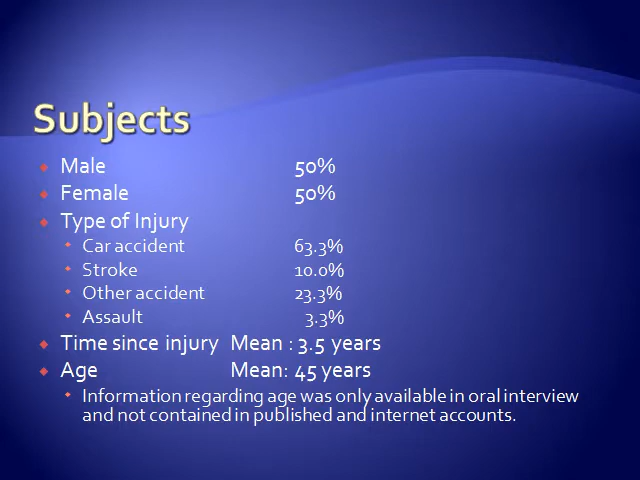 Subjects
Male 50%
Female 50%
Type of Injury
Car accident 63.3%
Stroke 10.0%
Other accident 23.3%
Assault 3.3%
Time since injury Mean : 3.5 years
Age Mean: 45 years
Information regarding age was only available in oral interview
and not contained in published and internet accounts.